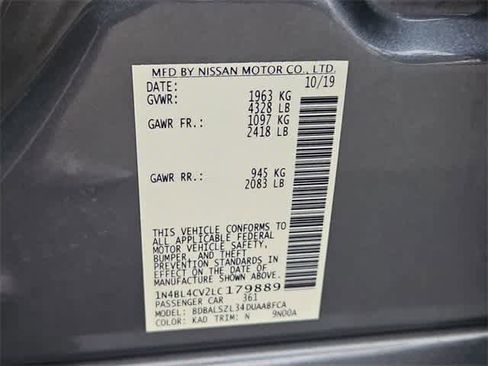 MFD BY NISSAN MOTOR CO., LTD.
DATE: 10/19
GVWR: 1963 KG
4328 LB
GAWR FR.: 1097 KG
2418 LB
GAWR RR.: 945 KG
2083 LB
THIS VEHICLE CONFORMS TO
ALL APPLICABLE FEDERAL
MOTOR VEHICLE SAFETY,
BUMPER, AND THEFT
PREVENTION STANDARDS IN
EFFECT ON THE DATE OF
MANUFACTURE SHOWN ABOVE.
1N4BL4CV2LC179889
PASSENGER CAR 361
MODEL: BDBALSZL34DUAABFCA
COLOR: KAD TRIM: N 9N00A